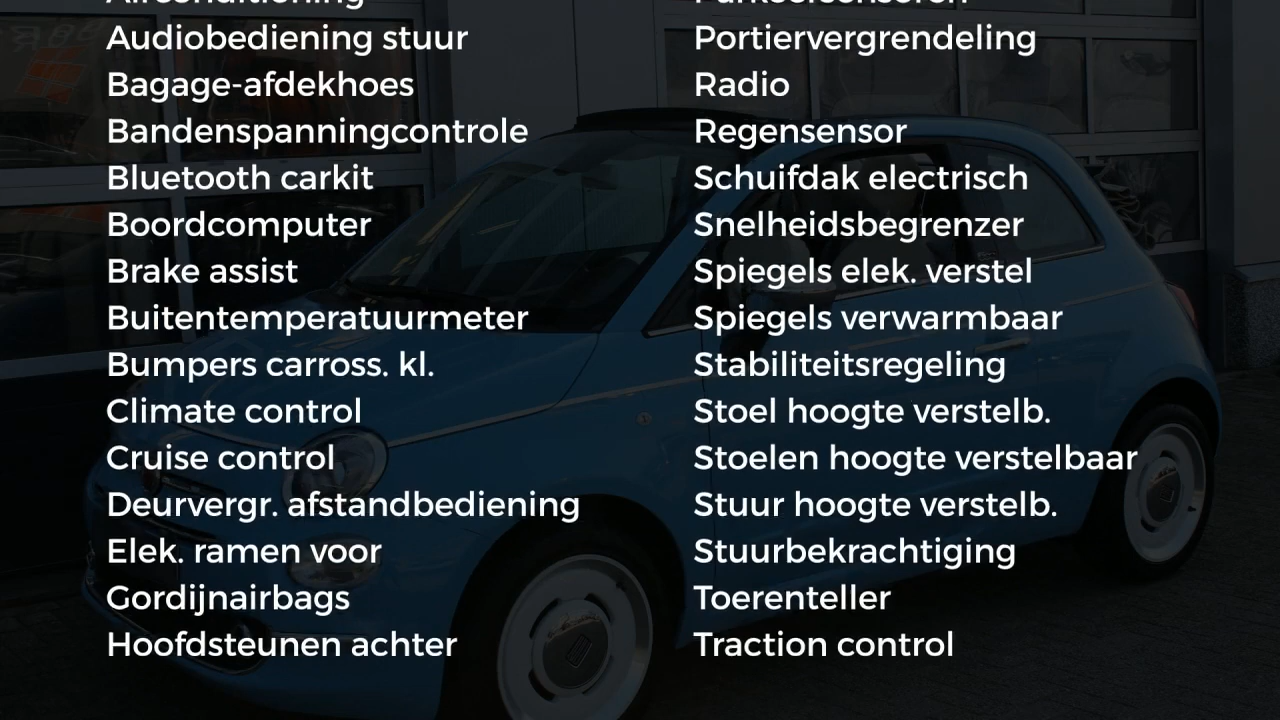 Airconditioning
Audiobediening stuur
Bagage-afdekhoes
Bandenspanningcontrole
Bluetooth carkit
Boordcomputer
Brake assist
Buitentemperatuurmeter
Bumpers carross. kl.
Climate control
Cruise control
Deurvergr. afstandbediening
Elek. ramen voor
Gordijnairbags
Hoofdsteunen achter
Parkeersensoren
Portiervergrendeling
Radio
Regensensor
Schuifdak electrisch
Snelheidsbegrenzer
Spiegels elek. verstel
Spiegels verwarmbaar
Stabiliteitsregeling
Stoel hoogte verstelb.
Stoelen hoogte verstelbaar
Stuur hoogte verstelb.
Stuurbekrachtiging
Toerenteller
Traction control